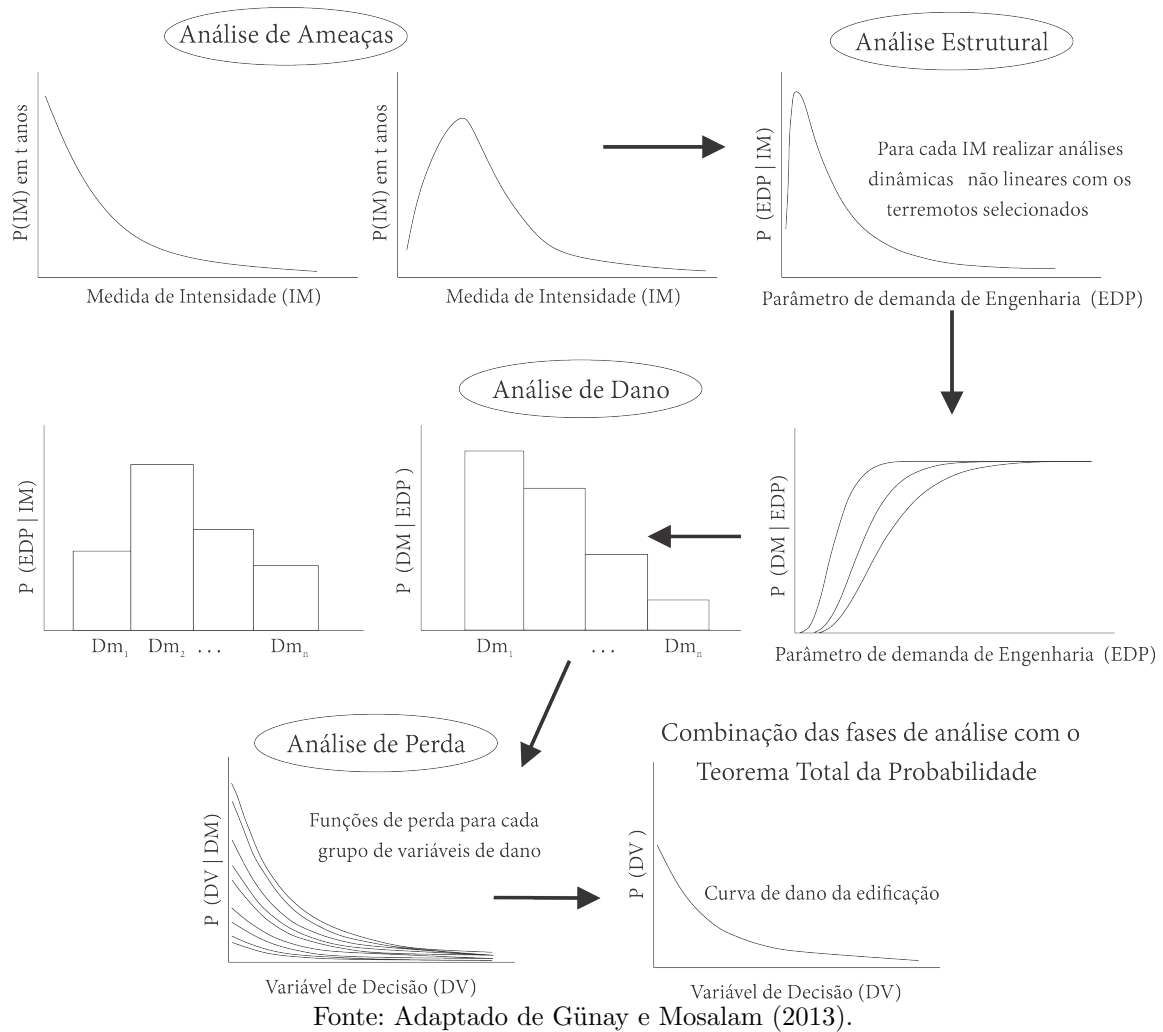 Análise de Ameaças
P(IM) em t anos
Medida de Intensidade (IM)
P(IM) em t anos
Medida de Intensidade (IM)
Análise Estrutural
P (EDP | IM)
Para cada IM realizar análises
dinâmicas não lineares com os
terremotos selecionados
Parâmetro de demanda de Engenharia (EDP)
Análise de Dano
P (EDP | IM)
Dm₁ Dm₂ ... Dmₙ
P (DM | EDP )
Dm₁ ... Dmₙ
P (DM | EDP)
Parâmetro de demanda de Engenharia (EDP)
Análise de Perda
P (DV | DM)
Funções de perda para cada
grupo de variáveis de dano
Variável de Decisão (DV)
Combinação das fases de análise com o
Teorema Total da Probabilidade
P (DV )
Curva de dano da edificação
Variável de Decisão (DV)
Fonte: Adaptado de Günay e Mosalam (2013).